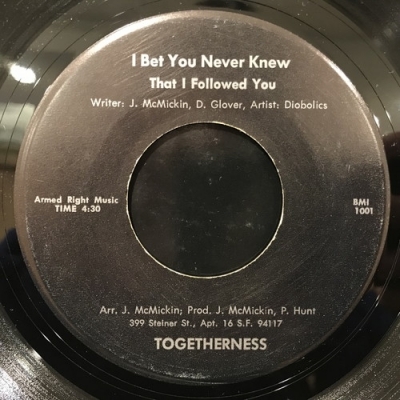 I Bet You Never Knew
That I Followed You
Writer: J. McMickin, D. Glover, Artist: Diobolics
Armed Right Music
TIME 4:30
BMI
1001
Arr. J. McMickin; Prod. J. McMickin, P. Hunt
399 Steiner St., Apt. 16 S.F. 94117
TOGETHERNESS